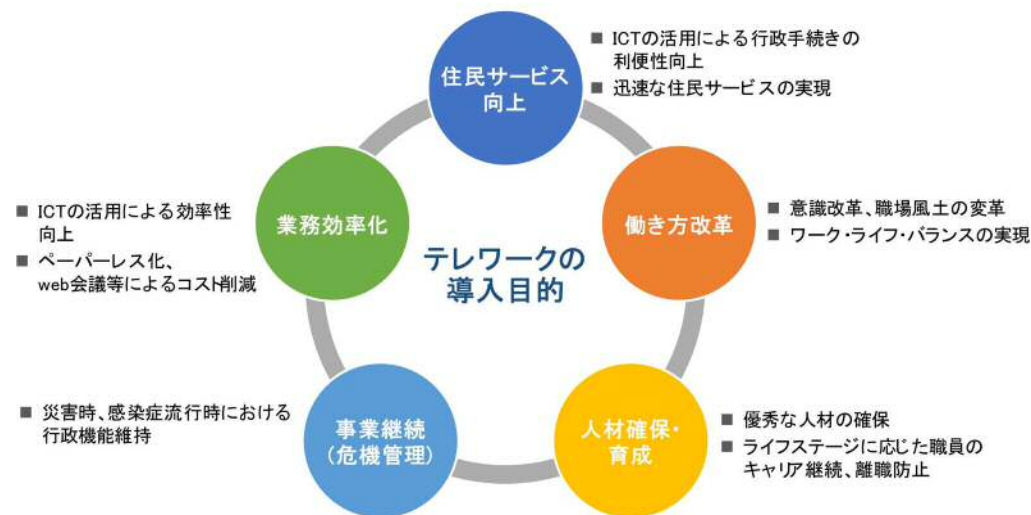 住民サービス
向上
■ ICTの活用による行政手続きの
利便性向上
■ 迅速な住民サービスの実現
働き方改革
■ 意識改革、職場風土の変革
■ ワーク・ライフ・バランスの実現
人材確保・
育成
■ 優秀な人材の確保
■ ライフステージに応じた職員の
キャリア継続、離職防止
事業継続
(危機管理)
■ 災害時、感染症流行時における
行政機能維持
業務効率化
■ ICTの活用による効率性
向上
■ ペーパーレス化、
web会議等によるコスト削減
テレワークの
導入目的